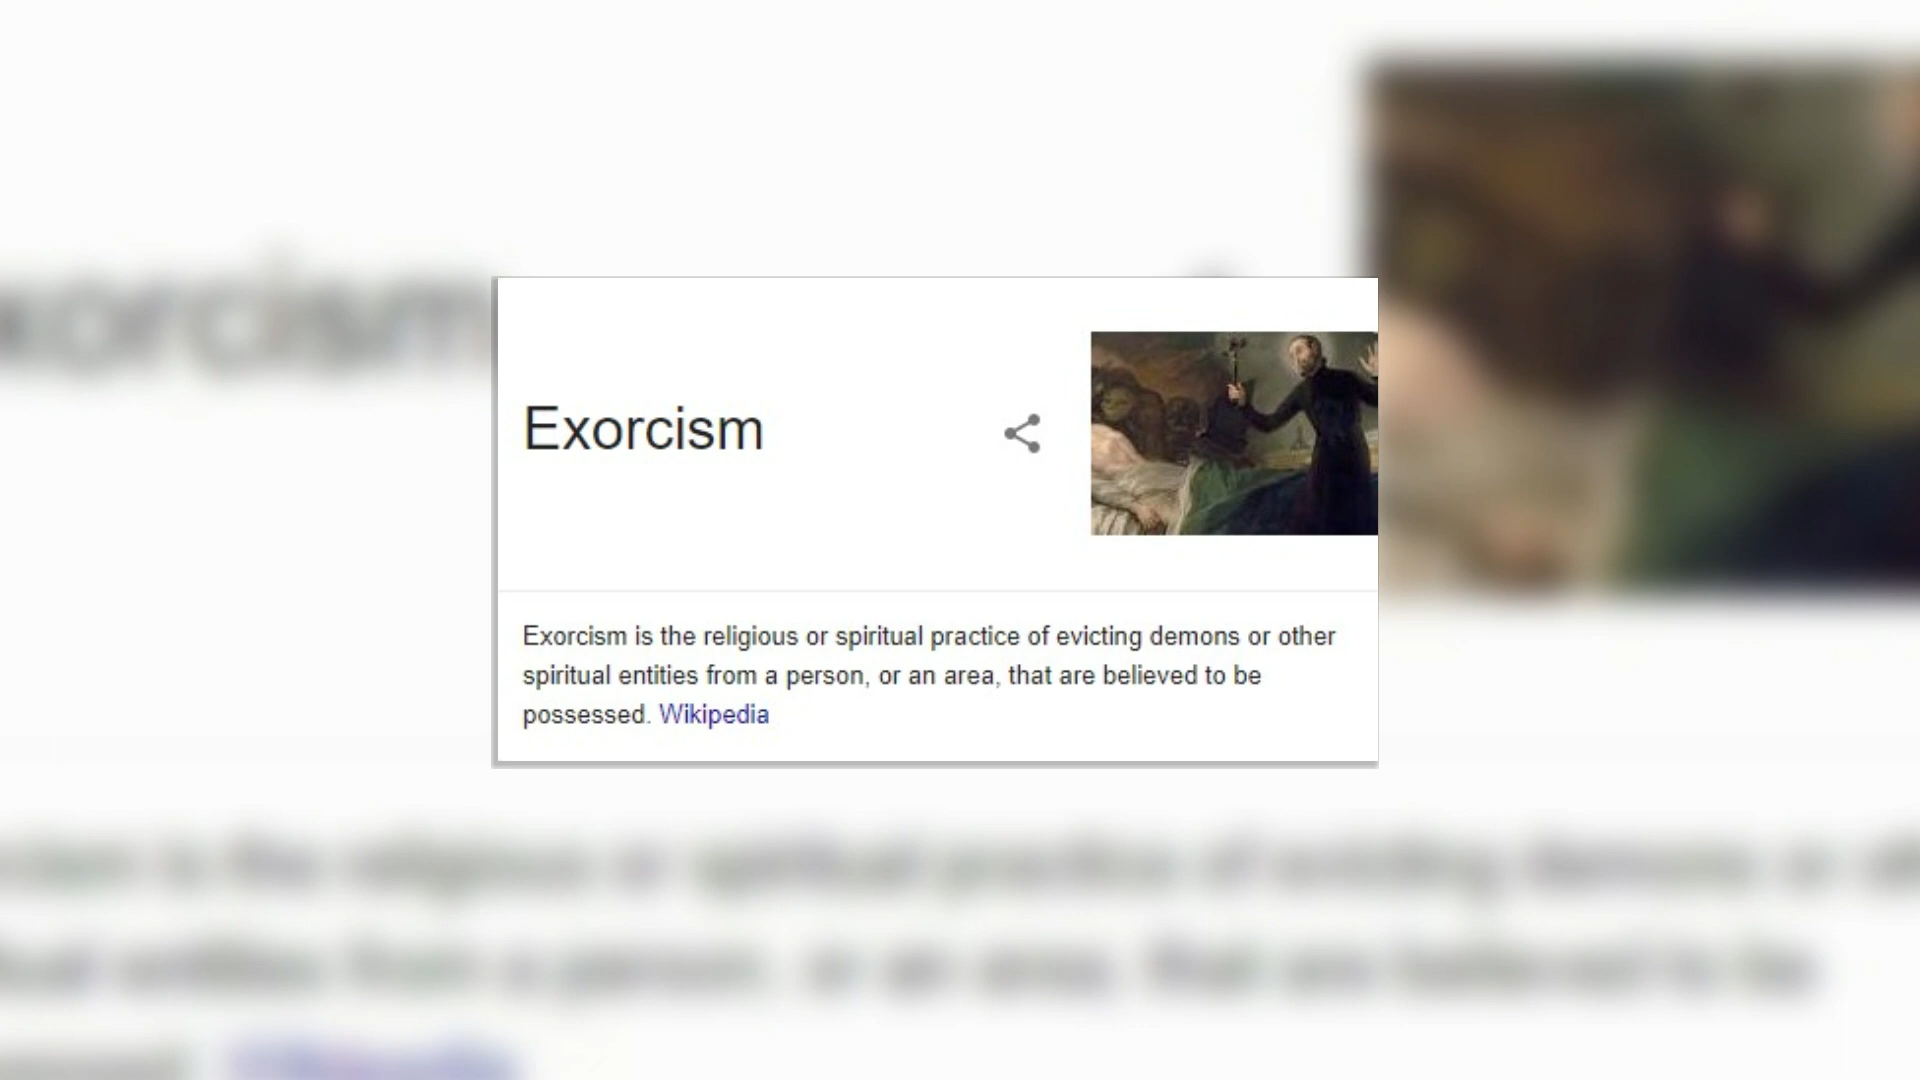 Exorcism
Exorcism is the religious or spiritual practice of evicting demons or other
spiritual entities from a person, or an area, that are believed to be
possessed. Wikipedia